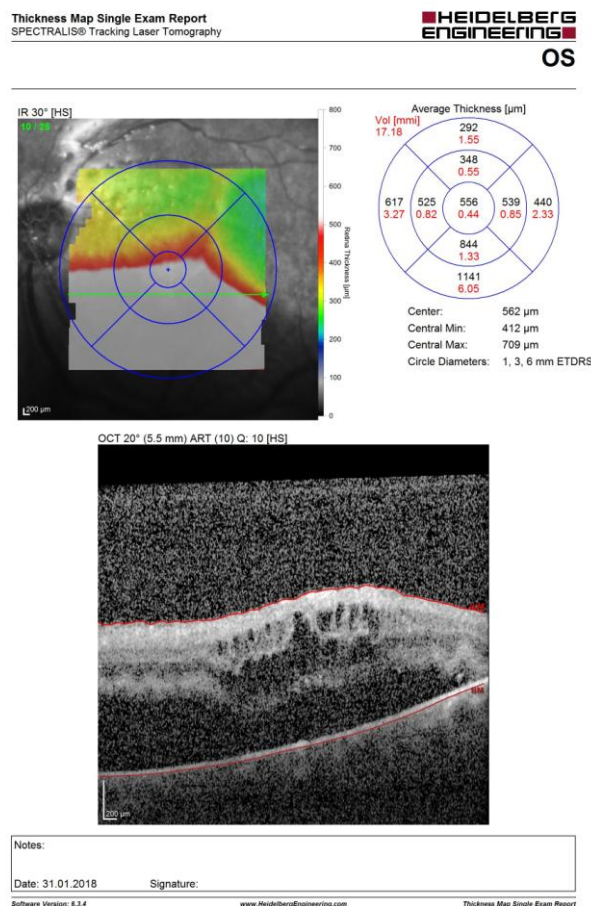 Thickness Map Single Exam Report
SPECTRALIS® Tracking Laser Tomography
HEIDELBERG
ENGINEERING
OS
IR 30° [HS]
10 / 25
800
700
600
500
400
300
200
100
0
Retina Thickness [µm]
200 µm
Average Thickness [µm]
Vol [mmi]
17.18
292
1.55
348
0.55
617 525 556 539 440
3.27 0.82 0.44 0.85 2.33
844
1.33
1141
6.05
Center: 562 µm
Central Min: 412 µm
Central Max: 709 µm
Circle Diameters: 1, 3, 6 mm ETDRS
OCT 20° (5.5 mm) ART (10) Q: 10 [HS]
BM
200 µm
Notes:
Date: 31.01.2018 Signature:
Software Version: 6.3.4 www.HeidelbergEngineering.com Thickness Map Single Exam Report